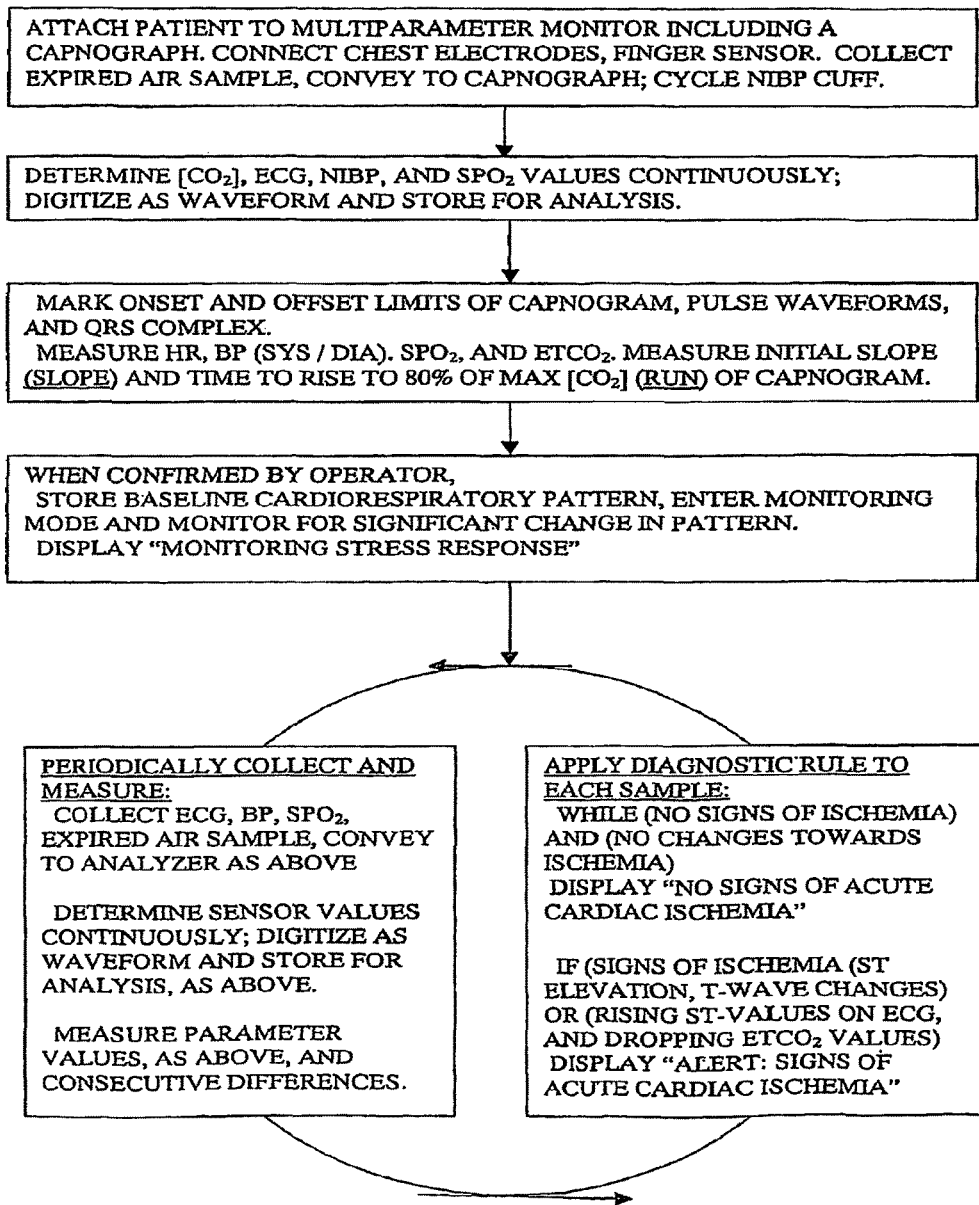 ATTACH PATIENT TO MULTIPARAMETER MONITOR INCLUDING A
CAPNOGRAPH. CONNECT CHEST ELECTRODES, FINGER SENSOR. COLLECT
EXPIRED AIR SAMPLE, CONVEY TO CAPNOGRAPH; CYCLE NIBP CUFF.
DETERMINE [CO₂], ECG, NIBP, AND SPO₂ VALUES CONTINUOUSLY;
DIGITIZE AS WAVEFORM AND STORE FOR ANALYSIS.
MARK ONSET AND OFFSET LIMITS OF CAPNOGRAM, PULSE WAVEFORMS,
AND QRS COMPLEX.
MEASURE HR, BP (SYS / DIA). SPO₂, AND ETCO₂. MEASURE INITIAL SLOPE
(SLOPE) AND TIME TO RISE TO 80% OF MAX [CO₂] (RUN) OF CAPNOGRAM.
WHEN CONFIRMED BY OPERATOR,
STORE BASELINE CARDIORESPIRATORY PATTERN, ENTER MONITORING
MODE AND MONITOR FOR SIGNIFICANT CHANGE IN PATTERN.
DISPLAY “MONITORING STRESS RESPONSE”
PERIODICALLY COLLECT AND
MEASURE:
COLLECT ECG, BP, SPO₂,
EXPIRED AIR SAMPLE, CONVEY
TO ANALYZER AS ABOVE
DETERMINE SENSOR VALUES
CONTINUOUSLY; DIGITIZE AS
WAVEFORM AND STORE FOR
ANALYSIS, AS ABOVE.
MEASURE PARAMETER
VALUES, AS ABOVE, AND
CONSECUTIVE DIFFERENCES.
APPLY DIAGNOSTIC RULE TO
EACH SAMPLE:
WHILE (NO SIGNS OF ISCHEMIA)
AND (NO CHANGES TOWARDS
ISCHEMIA)
DISPLAY “NO SIGNS OF ACUTE
CARDIAC ISCHEMIA”
IF (SIGNS OF ISCHEMIA (ST
ELEVATION, T-WAVE CHANGES)
OR (RISING ST-VALUES ON ECG,
AND DROPPING ETCO₂ VALUES)
DISPLAY “ALERT: SIGNS OF
ACUTE CARDIAC ISCHEMIA”